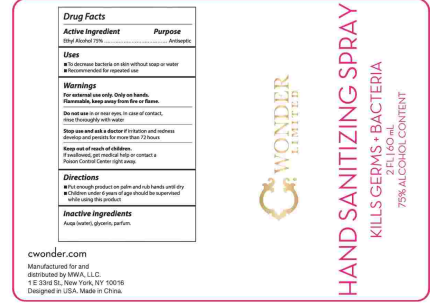 Drug Facts
Active Ingredient Purpose
Ethyl Alcohol 75% ........................................ Antiseptic
Uses
■ To decrease bacteria on skin without soap or water
■ Recommended for repeated use
Warnings
For external use only. Only on hands.
Flammable, keep away from fire or flame.
Do not use in or near eyes. In case of contact,
rinse thoroughly with water
Stop use and ask a doctor if irritation and redness
develop and persists for more than 72 hours
Keep out of reach of children.
If swallowed, get medical help or contact a
Poison Control Center right away.
Directions
■ Put enough product on palm and rub hands until dry
■ Children under 6 years of age should be supervised
while using this product
Inactive ingredients
Auqa (water), glycerin, parfum.
cwonder.com
Manufactured for and
distributed by MWA, LLC.
1 E 33rd St, New York, NY 10016
Designed in USA. Made in China.
WONDER
LIMITED
HAND SANITIZING SPRAY
KILLS GERMS + BACTERIA
2 FL | 60 mL
75% ALCOHOL CONTENT